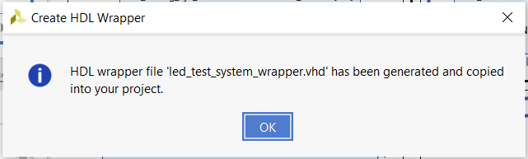 Create HDL Wrapper
HDL wrapper file 'led_test_system_wrapper.vhd' has been generated and copied
into your project.
OK